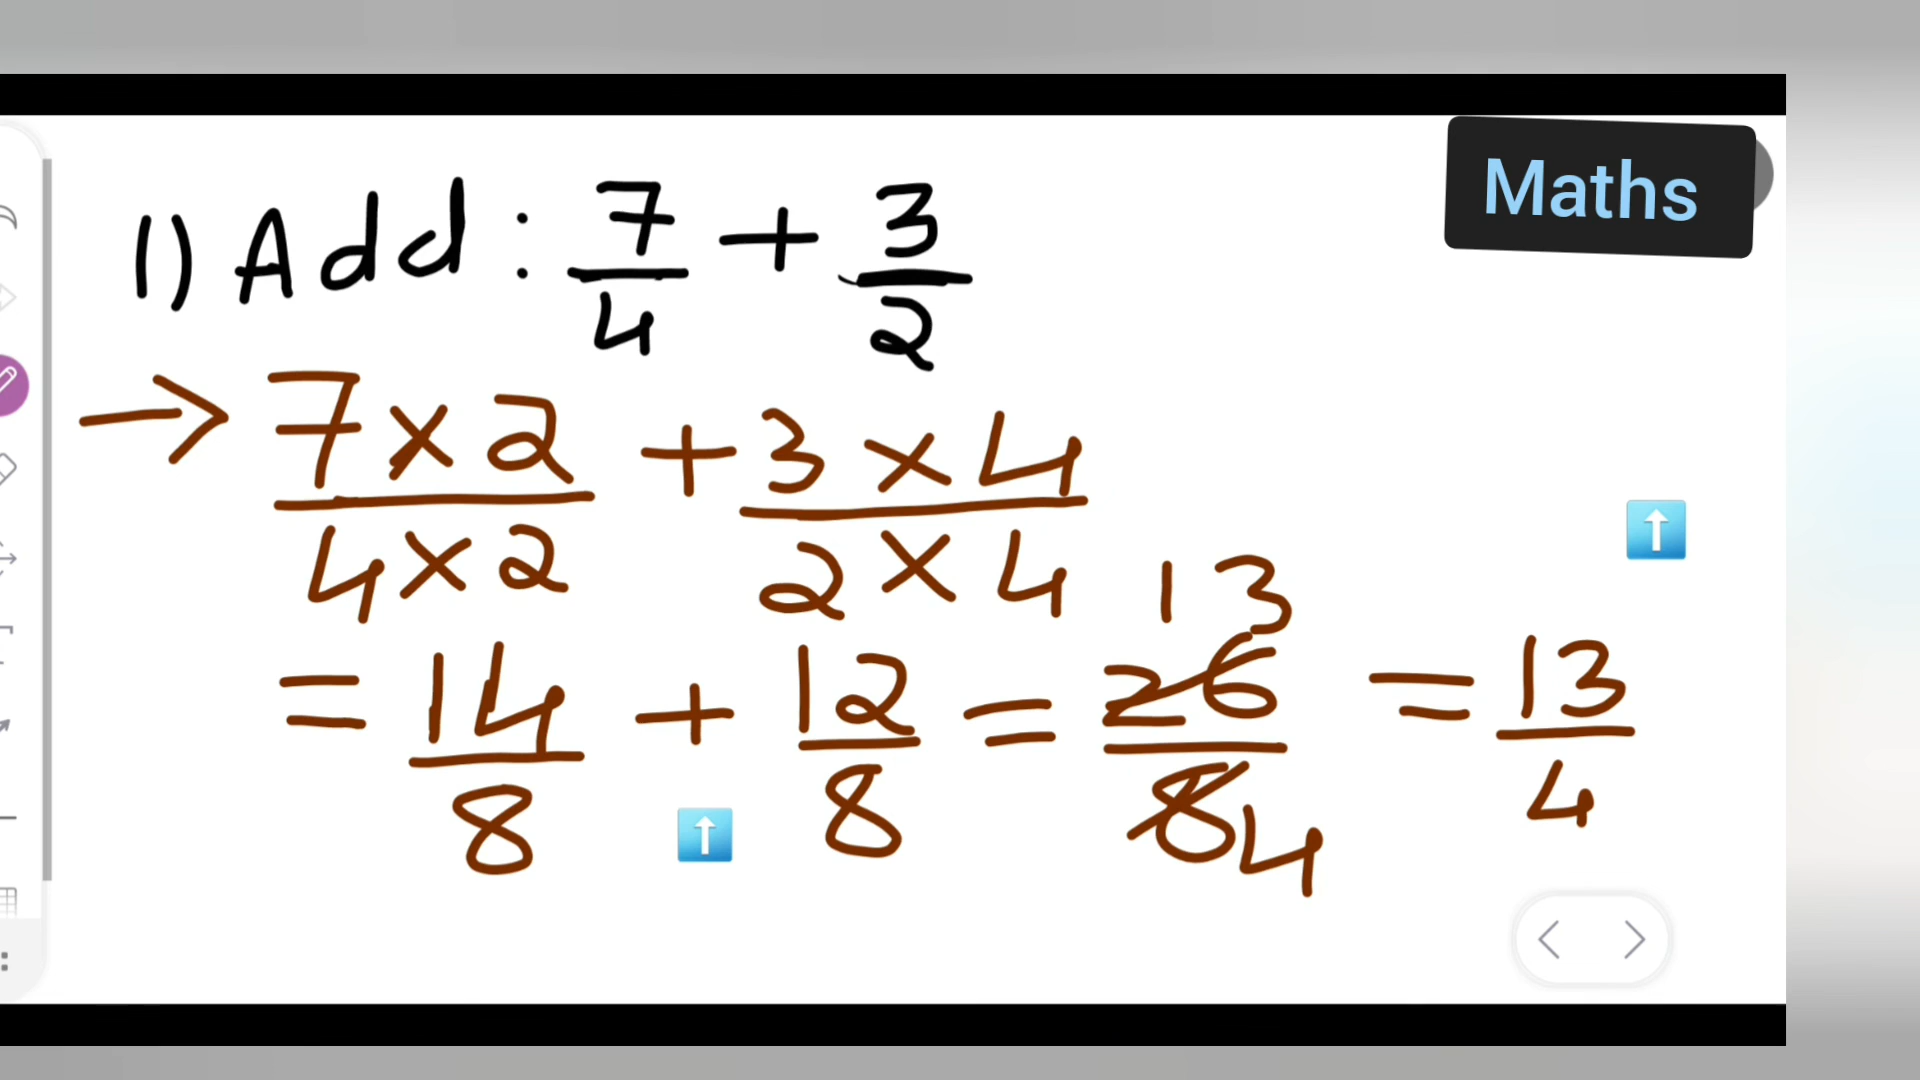 Maths
1) Add : 7/4 + 3/2
→ 7×2/4×2 + 3×4/2×4
= 14/8 + 12/8 = 26/8 = 13/4
13
4